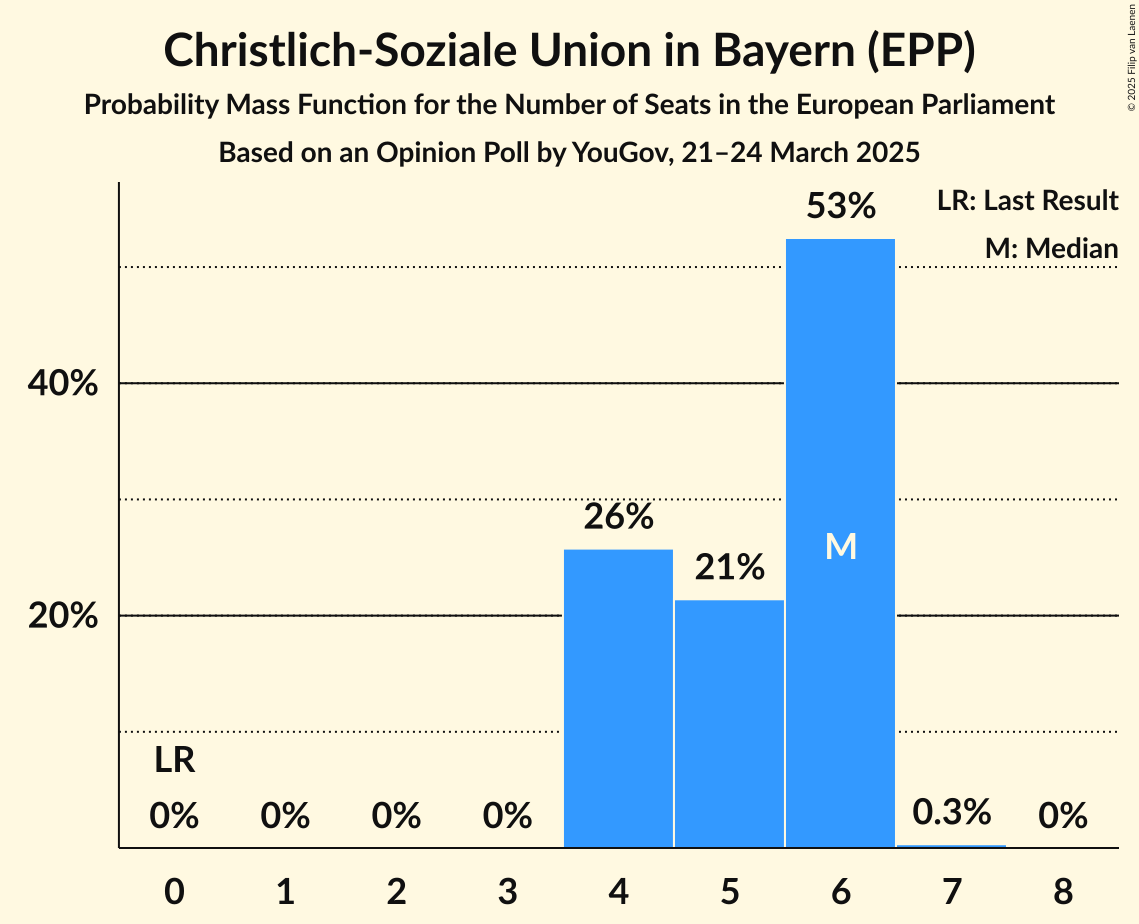 Christlich-Soziale Union in Bayern (EPP)
Probability Mass Function for the Number of Seats in the European Parliament
Based on an Opinion Poll by YouGov, 21–24 March 2025
© 2025 Filip van Laenen
LR: Last Result
M: Median
53%
40%
26%
21%
M
20%
LR
0% 0% 0% 0% 0.3% 0%
0 1 2 3 4 5 6 7 8